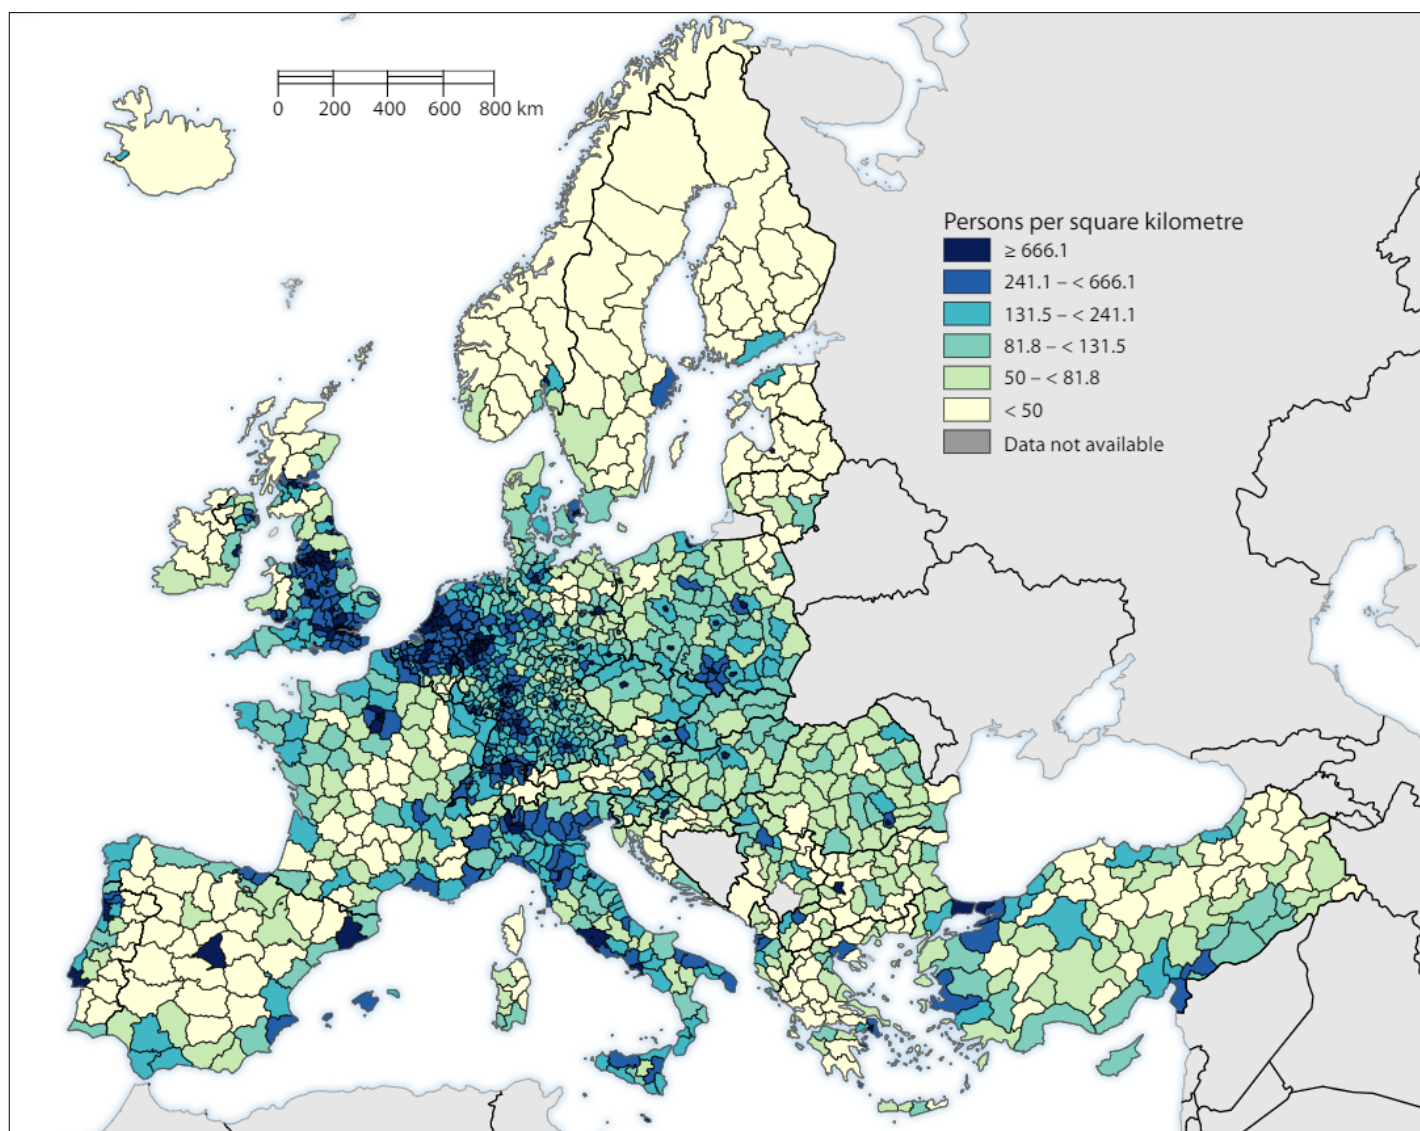 0 200 400 600 800 km
Persons per square kilometre
≥ 666.1
241.1 – < 666.1
131.5 – < 241.1
81.8 – < 131.5
50 – < 81.8
< 50
Data not available